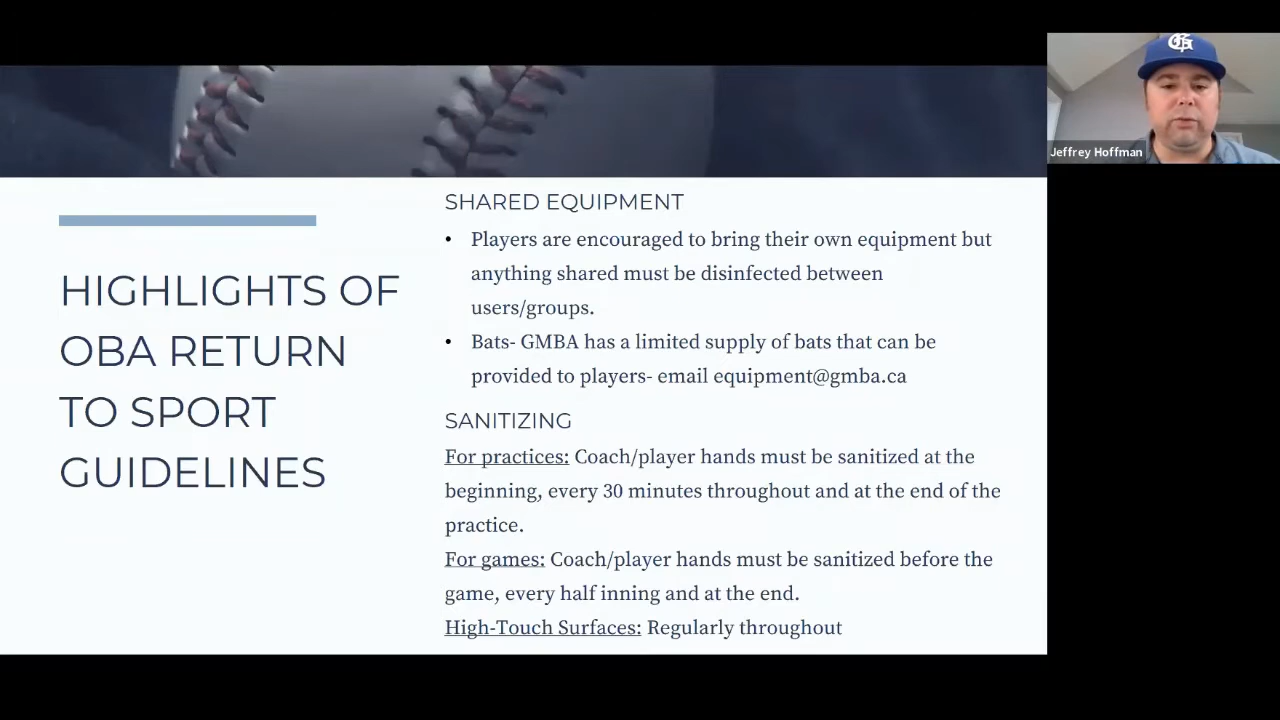 HIGHLIGHTS OF
OBA RETURN
TO SPORT
GUIDELINES
SHARED EQUIPMENT
• Players are encouraged to bring their own equipment but
anything shared must be disinfected between
users/groups.
• Bats- GMBA has a limited supply of bats that can be
provided to players- email equipment@gmba.ca
SANITIZING
For practices: Coach/player hands must be sanitized at the
beginning, every 30 minutes throughout and at the end of the
practice.
For games: Coach/player hands must be sanitized before the
game, every half inning and at the end.
High-Touch Surfaces: Regularly throughout
Jeffrey Hoffman